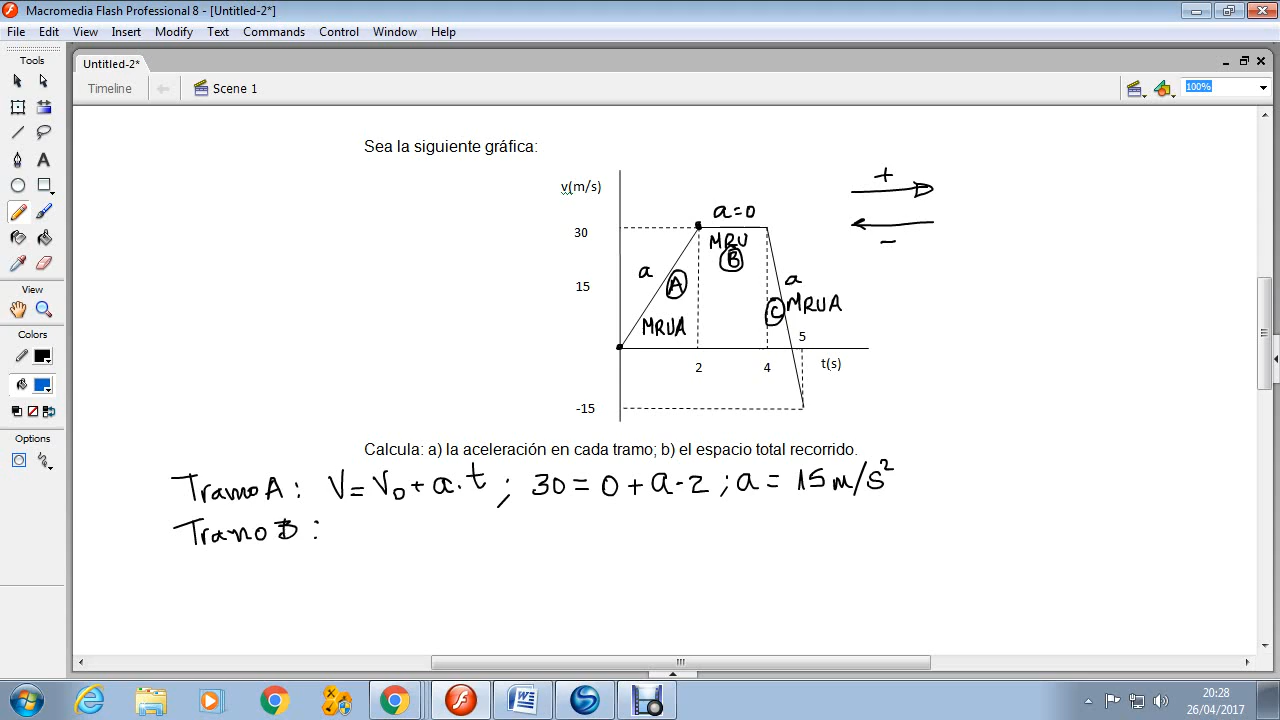 Macromedia Flash Professional 8 - [Untitled-2*]
File Edit View Insert Modify Text Commands Control Window Help
Tools
Untitled-2*
Timeline
Scene 1
100%
View
Colors
Options
Sea la siguiente gráfica:
v(m/s)
30
15
-15
2
4
5
t(s)
a
A
MRUA
a=0
MRU
B
a
C
MRUA
+
-
Calcula: a) la aceleración en cada tramo; b) el espacio total recorrido.
Tramo A: V = V0 + a·t ; 30 = 0 + a·2 ; a = 15 m/s²
Tramo B:
20:28
26/04/2017